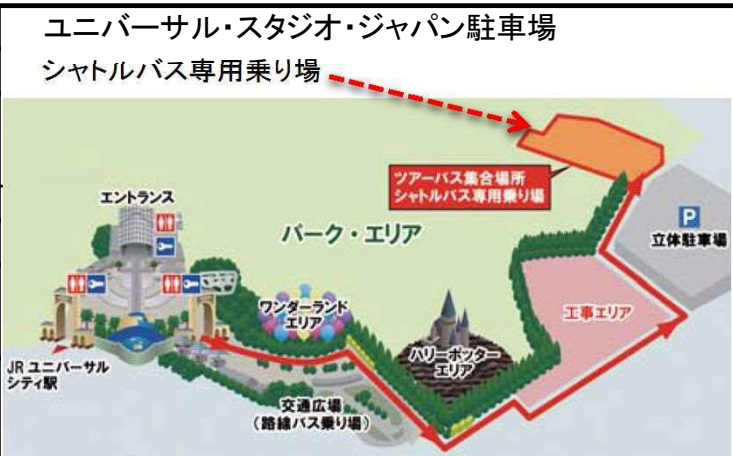 ユニバーサル・スタジオ・ジャパン駐車場
シャトルバス専用乗り場
ツアーバス集合場所
シャトルバス専用乗り場
エントランス
パーク・エリア
P
立体駐車場
ワンダーランド
エリア
工事エリア
ハリーポッター
エリア
JR ユニバーサル
シティ駅
交通広場
(路線バス乗り場)